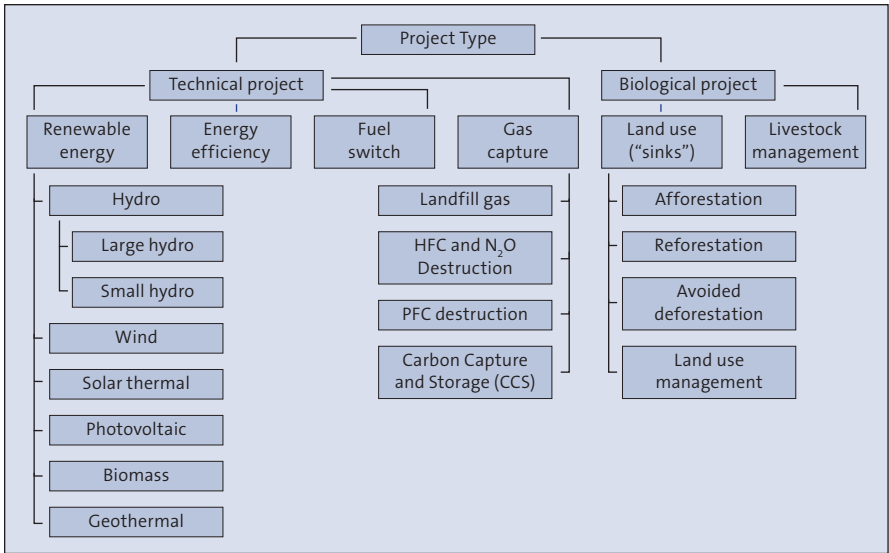 Project Type
Technical project
Biological project
Renewable
energy
Energy
efficiency
Fuel
switch
Gas
capture
Land use
(“sinks”)
Livestock
management
Hydro
Large hydro
Small hydro
Wind
Solar thermal
Photovoltaic
Biomass
Geothermal
Landfill gas
HFC and N₂O
Destruction
PFC destruction
Carbon Capture
and Storage (CCS)
Afforestation
Reforestation
Avoided
deforestation
Land use
management